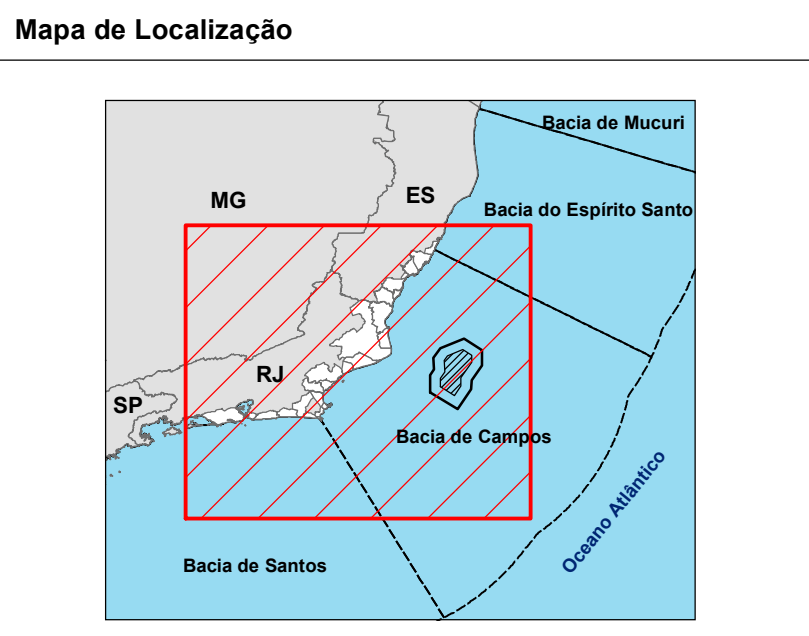 Mapa de Localização
Bacia de Mucuri
MG
ES
Bacia do Espírito Santo
RJ
SP
Bacia de Campos
Oceano Atlântico
Bacia de Santos